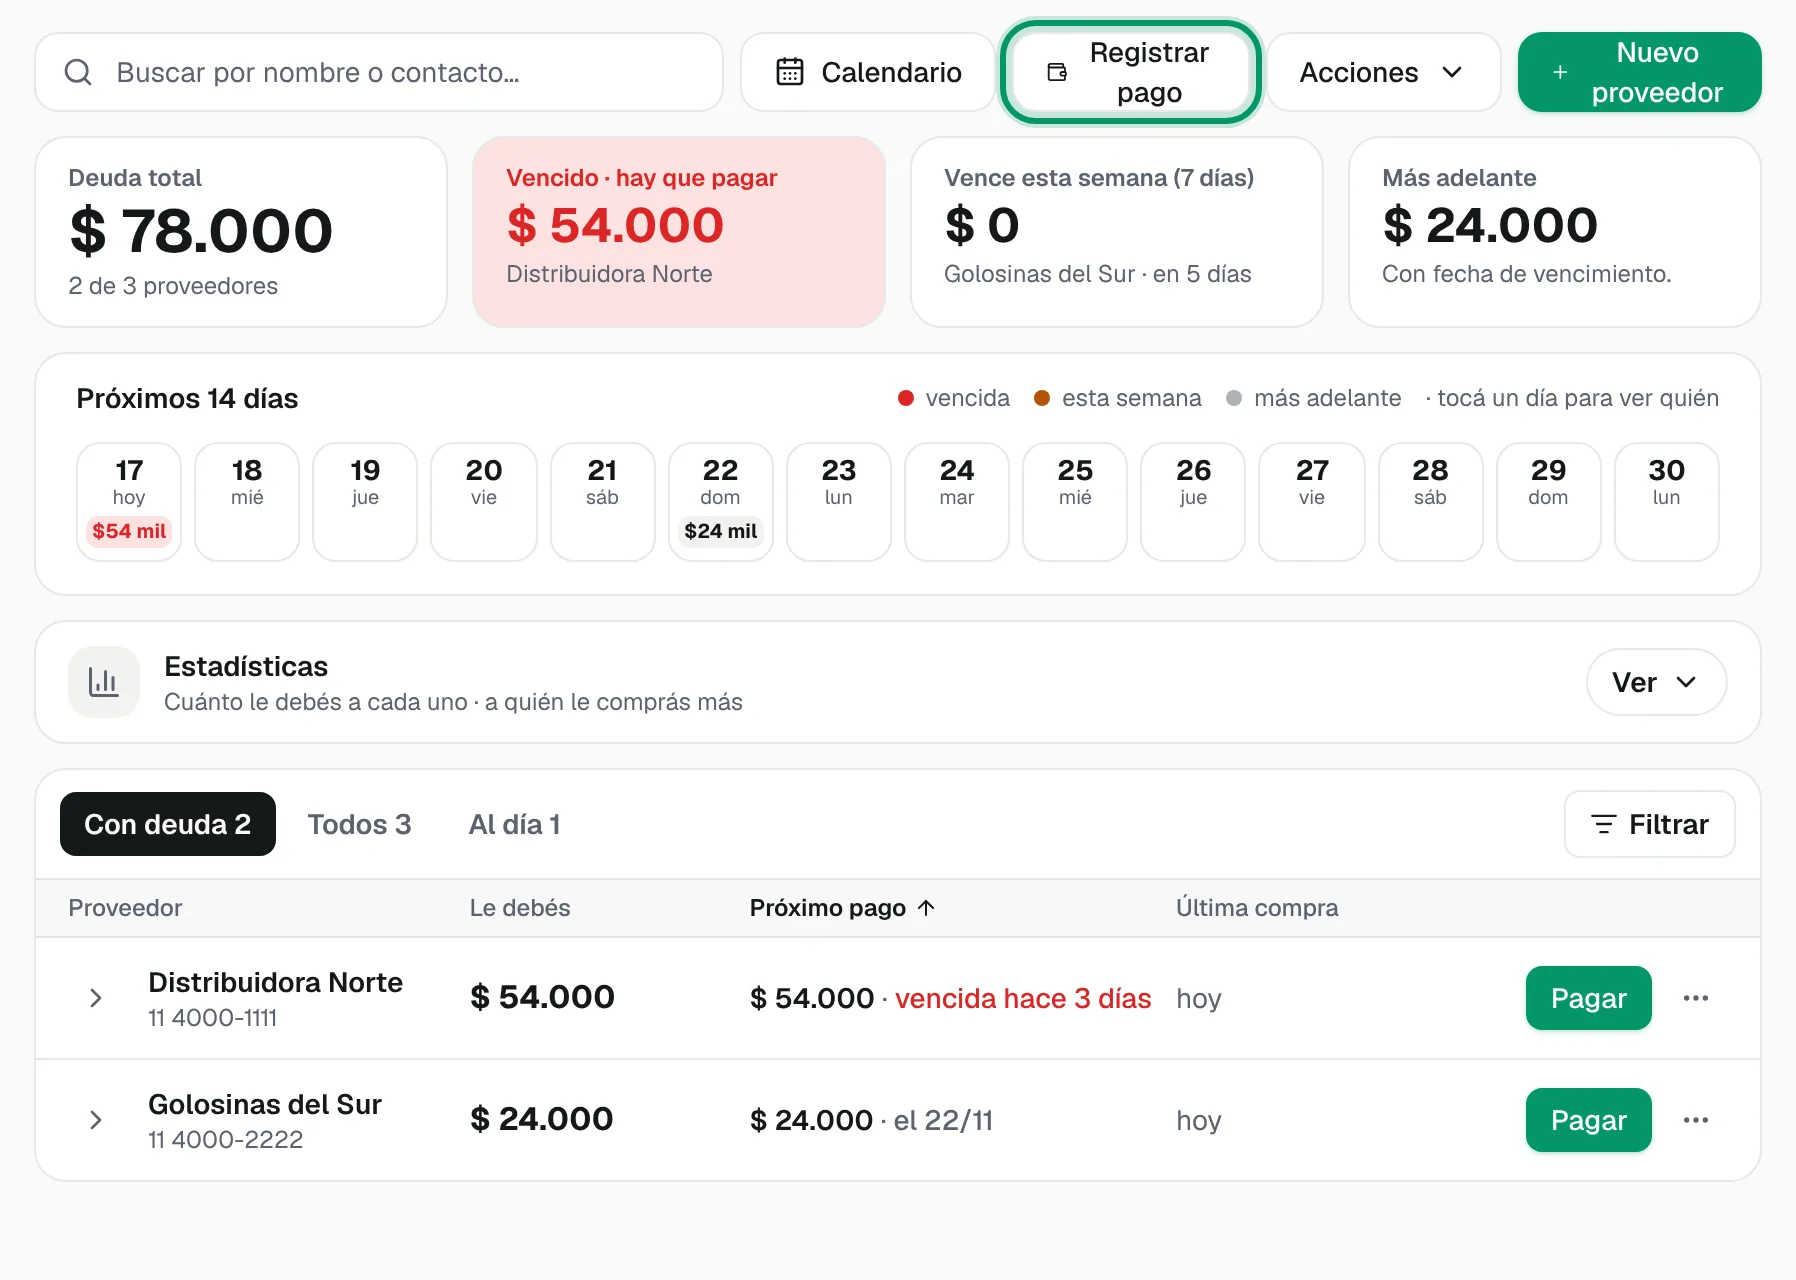 Buscar por nombre o contacto...
Calendario
Registrar
pago
Acciones
Nuevo
proveedor
Deuda total
$ 78.000
2 de 3 proveedores
Vencido · hay que pagar
$ 54.000
Distribuidora Norte
Vence esta semana (7 días)
$ 0
Golosinas del Sur · en 5 días
Más adelante
$ 24.000
Con fecha de vencimiento.
Próximos 14 días
vencida
esta semana
más adelante
· tocá un día para ver quién
17
hoy
$54 mil
18
mié
19
jue
20
vie
21
sáb
22
dom
$24 mil
23
lun
24
mar
25
mié
26
jue
27
vie
28
sáb
29
dom
30
lun
Estadísticas
Cuánto le debés a cada uno · a quién le comprás más
Ver
Con deuda 2
Todos 3
Al día 1
Filtrar
Proveedor
Le debés
Próximo pago ↑
Última compra
Distribuidora Norte
11 4000-1111
$ 54.000
$ 54.000 · vencida hace 3 días
hoy
Pagar
Golosinas del Sur
11 4000-2222
$ 24.000
$ 24.000 · el 22/11
hoy
Pagar